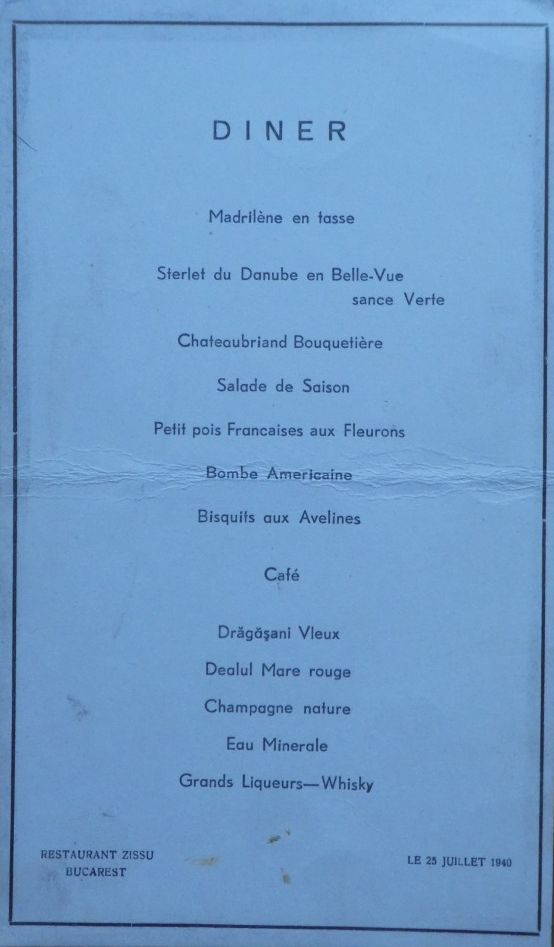 DINER
Madrilène en tasse
Sterlet du Danube en Belle-Vue
sance Verte
Chateaubriand Bouquetière
Salade de Saison
Petit pois Francaises aux Fleurons
Bombe Americaine
Bisquits aux Avelines
Café
Drăgăşani Vleux
Dealul Mare rouge
Champagne nature
Eau Minerale
Grands Liqueurs—Whisky
RESTAURANT ZISSU
BUCAREST
LE 25 JUILLET 1940